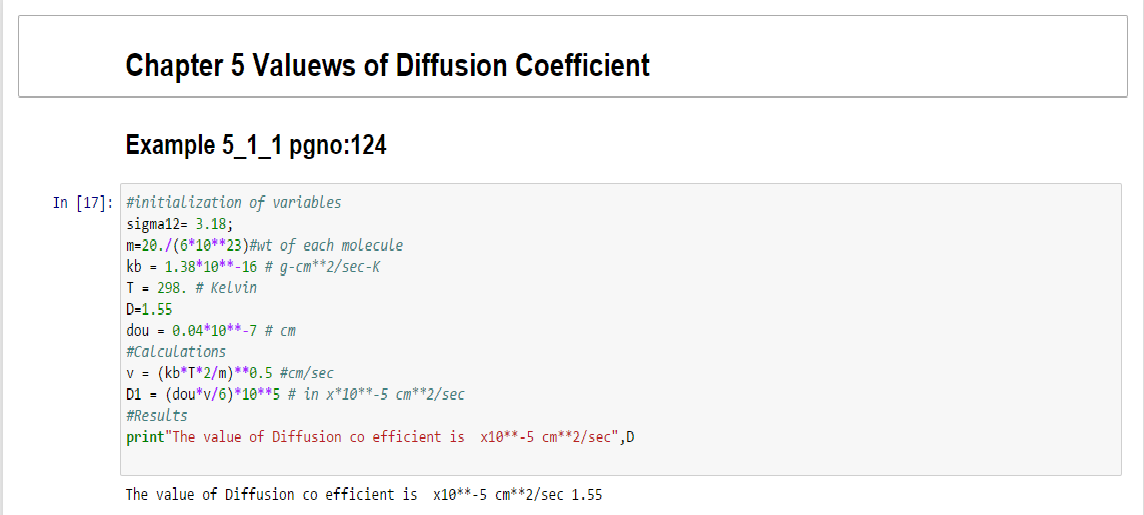 Chapter 5 Valuews of Diffusion Coefficient
Example 5_1_1 pgno:124
In [17]: #initialization of variables
sigma12= 3.18;
m=20./(6*10**23)#wt of each molecule
kb = 1.38*10**-16 # g-cm**2/sec-K
T = 298. # Kelvin
D=1.55
dou = 0.04*10**-7 # cm
#Calculations
v = (kb*T*2/m)**0.5 #cm/sec
D1 = (dou*v/6)*10**5 # in x*10**-5 cm**2/sec
#Results
print"The value of Diffusion co efficient is  x10**-5 cm**2/sec",D
The value of Diffusion co efficient is  x10**-5 cm**2/sec 1.55